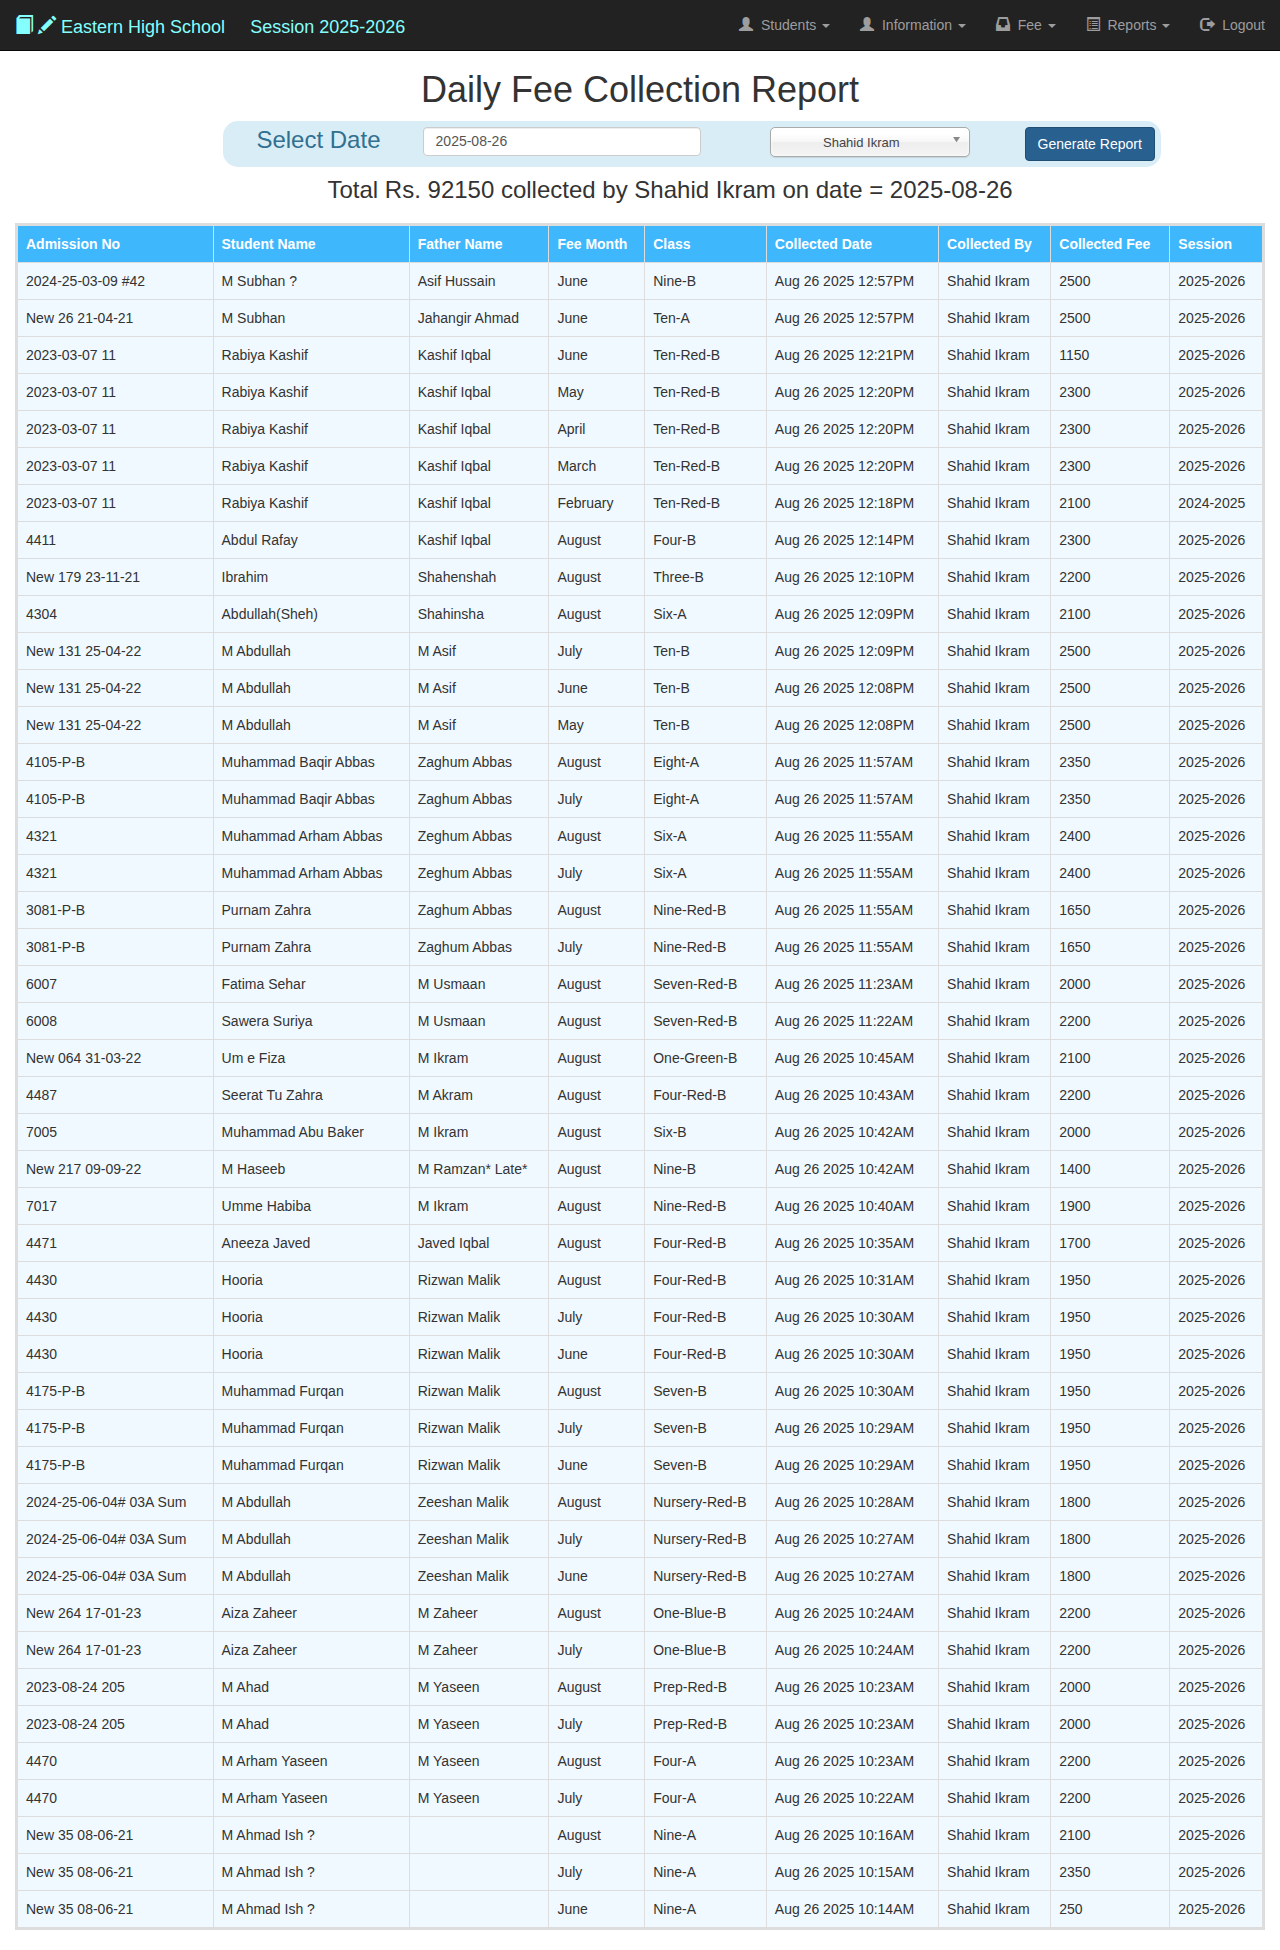 Eastern High School Session 2025-2026 Students Information Fee Reports Logout
Daily Fee Collection Report
Select Date 2025-08-26 Shahid Ikram Generate Report
Total Rs. 92150 collected by Shahid Ikram on date = 2025-08-26
Admission No Student Name Father Name Fee Month Class Collected Date Collected By Collected Fee Session
2024-25-03-09 #42 M Subhan ? Asif Hussain June Nine-B Aug 26 2025 12:57PM Shahid Ikram 2500 2025-2026
New 26 21-04-21 M Subhan Jahangir Ahmad June Ten-A Aug 26 2025 12:57PM Shahid Ikram 2500 2025-2026
2023-03-07 11 Rabiya Kashif Kashif Iqbal June Ten-Red-B Aug 26 2025 12:21PM Shahid Ikram 1150 2025-2026
2023-03-07 11 Rabiya Kashif Kashif Iqbal May Ten-Red-B Aug 26 2025 12:20PM Shahid Ikram 2300 2025-2026
2023-03-07 11 Rabiya Kashif Kashif Iqbal April Ten-Red-B Aug 26 2025 12:20PM Shahid Ikram 2300 2025-2026
2023-03-07 11 Rabiya Kashif Kashif Iqbal March Ten-Red-B Aug 26 2025 12:20PM Shahid Ikram 2300 2025-2026
2023-03-07 11 Rabiya Kashif Kashif Iqbal February Ten-Red-B Aug 26 2025 12:18PM Shahid Ikram 2100 2024-2025
4411 Abdul Rafay Kashif Iqbal August Four-B Aug 26 2025 12:14PM Shahid Ikram 2300 2025-2026
New 179 23-11-21 Ibrahim Shahenshah August Three-B Aug 26 2025 12:10PM Shahid Ikram 2200 2025-2026
4304 Abdullah(Sheh) Shahinsha August Six-A Aug 26 2025 12:09PM Shahid Ikram 2100 2025-2026
New 131 25-04-22 M Abdullah M Asif July Ten-B Aug 26 2025 12:09PM Shahid Ikram 2500 2025-2026
New 131 25-04-22 M Abdullah M Asif June Ten-B Aug 26 2025 12:08PM Shahid Ikram 2500 2025-2026
New 131 25-04-22 M Abdullah M Asif May Ten-B Aug 26 2025 12:08PM Shahid Ikram 2500 2025-2026
4105-P-B Muhammad Baqir Abbas Zaghum Abbas August Eight-A Aug 26 2025 11:57AM Shahid Ikram 2350 2025-2026
4105-P-B Muhammad Baqir Abbas Zaghum Abbas July Eight-A Aug 26 2025 11:57AM Shahid Ikram 2350 2025-2026
4321 Muhammad Arham Abbas Zeghum Abbas August Six-A Aug 26 2025 11:55AM Shahid Ikram 2400 2025-2026
4321 Muhammad Arham Abbas Zeghum Abbas July Six-A Aug 26 2025 11:55AM Shahid Ikram 2400 2025-2026
3081-P-B Purnam Zahra Zaghum Abbas August Nine-Red-B Aug 26 2025 11:55AM Shahid Ikram 1650 2025-2026
3081-P-B Purnam Zahra Zaghum Abbas July Nine-Red-B Aug 26 2025 11:55AM Shahid Ikram 1650 2025-2026
6007 Fatima Sehar M Usmaan August Seven-Red-B Aug 26 2025 11:23AM Shahid Ikram 2000 2025-2026
6008 Sawera Suriya M Usmaan August Seven-Red-B Aug 26 2025 11:22AM Shahid Ikram 2200 2025-2026
New 064 31-03-22 Um e Fiza M Ikram August One-Green-B Aug 26 2025 10:45AM Shahid Ikram 2100 2025-2026
4487 Seerat Tu Zahra M Akram August Four-Red-B Aug 26 2025 10:43AM Shahid Ikram 2200 2025-2026
7005 Muhammad Abu Baker M Ikram August Six-B Aug 26 2025 10:42AM Shahid Ikram 2000 2025-2026
New 217 09-09-22 M Haseeb M Ramzan* Late* August Nine-B Aug 26 2025 10:42AM Shahid Ikram 1400 2025-2026
7017 Umme Habiba M Ikram August Nine-Red-B Aug 26 2025 10:40AM Shahid Ikram 1900 2025-2026
4471 Aneeza Javed Javed Iqbal August Four-Red-B Aug 26 2025 10:35AM Shahid Ikram 1700 2025-2026
4430 Hooria Rizwan Malik August Four-Red-B Aug 26 2025 10:31AM Shahid Ikram 1950 2025-2026
4430 Hooria Rizwan Malik July Four-Red-B Aug 26 2025 10:30AM Shahid Ikram 1950 2025-2026
4430 Hooria Rizwan Malik June Four-Red-B Aug 26 2025 10:30AM Shahid Ikram 1950 2025-2026
4175-P-B Muhammad Furqan Rizwan Malik August Seven-B Aug 26 2025 10:30AM Shahid Ikram 1950 2025-2026
4175-P-B Muhammad Furqan Rizwan Malik July Seven-B Aug 26 2025 10:29AM Shahid Ikram 1950 2025-2026
4175-P-B Muhammad Furqan Rizwan Malik June Seven-B Aug 26 2025 10:29AM Shahid Ikram 1950 2025-2026
2024-25-06-04# 03A Sum M Abdullah Zeeshan Malik August Nursery-Red-B Aug 26 2025 10:28AM Shahid Ikram 1800 2025-2026
2024-25-06-04# 03A Sum M Abdullah Zeeshan Malik July Nursery-Red-B Aug 26 2025 10:27AM Shahid Ikram 1800 2025-2026
2024-25-06-04# 03A Sum M Abdullah Zeeshan Malik June Nursery-Red-B Aug 26 2025 10:27AM Shahid Ikram 1800 2025-2026
New 264 17-01-23 Aiza Zaheer M Zaheer August One-Blue-B Aug 26 2025 10:24AM Shahid Ikram 2200 2025-2026
New 264 17-01-23 Aiza Zaheer M Zaheer July One-Blue-B Aug 26 2025 10:24AM Shahid Ikram 2200 2025-2026
2023-08-24 205 M Ahad M Yaseen August Prep-Red-B Aug 26 2025 10:23AM Shahid Ikram 2000 2025-2026
2023-08-24 205 M Ahad M Yaseen July Prep-Red-B Aug 26 2025 10:23AM Shahid Ikram 2000 2025-2026
4470 M Arham Yaseen M Yaseen August Four-A Aug 26 2025 10:23AM Shahid Ikram 2200 2025-2026
4470 M Arham Yaseen M Yaseen July Four-A Aug 26 2025 10:22AM Shahid Ikram 2200 2025-2026
New 35 08-06-21 M Ahmad Ish ? August Nine-A Aug 26 2025 10:16AM Shahid Ikram 2100 2025-2026
New 35 08-06-21 M Ahmad Ish ? July Nine-A Aug 26 2025 10:15AM Shahid Ikram 2350 2025-2026
New 35 08-06-21 M Ahmad Ish ? June Nine-A Aug 26 2025 10:14AM Shahid Ikram 250 2025-2026